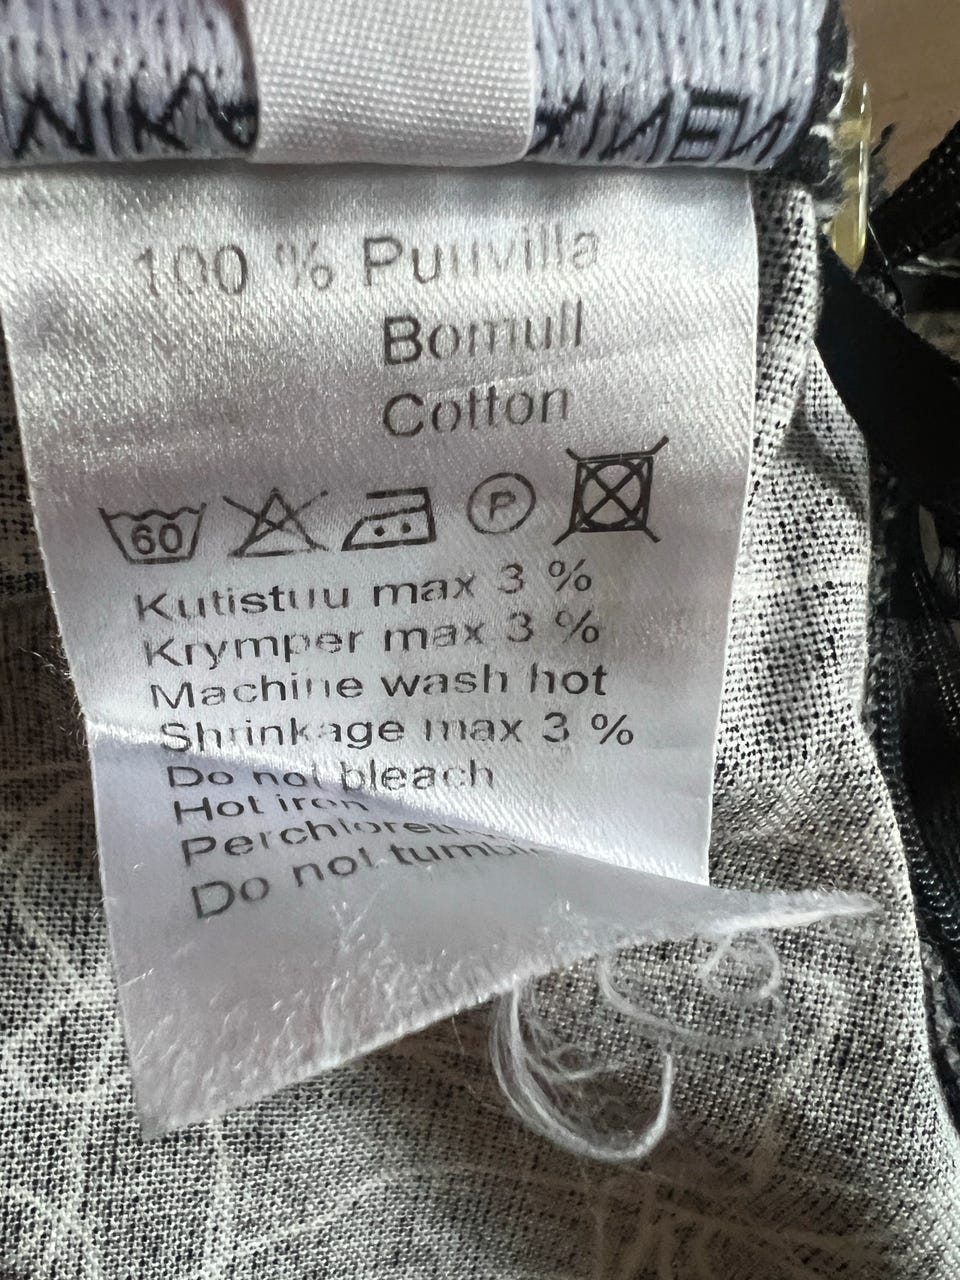 100 % Puuvilla
Bomull
Cotton
60 P
Kutistuu max 3 %
Krymper max 3 %
Machine wash hot
Shrinkage max 3 %
Do not bleach
Hot iron
Do not